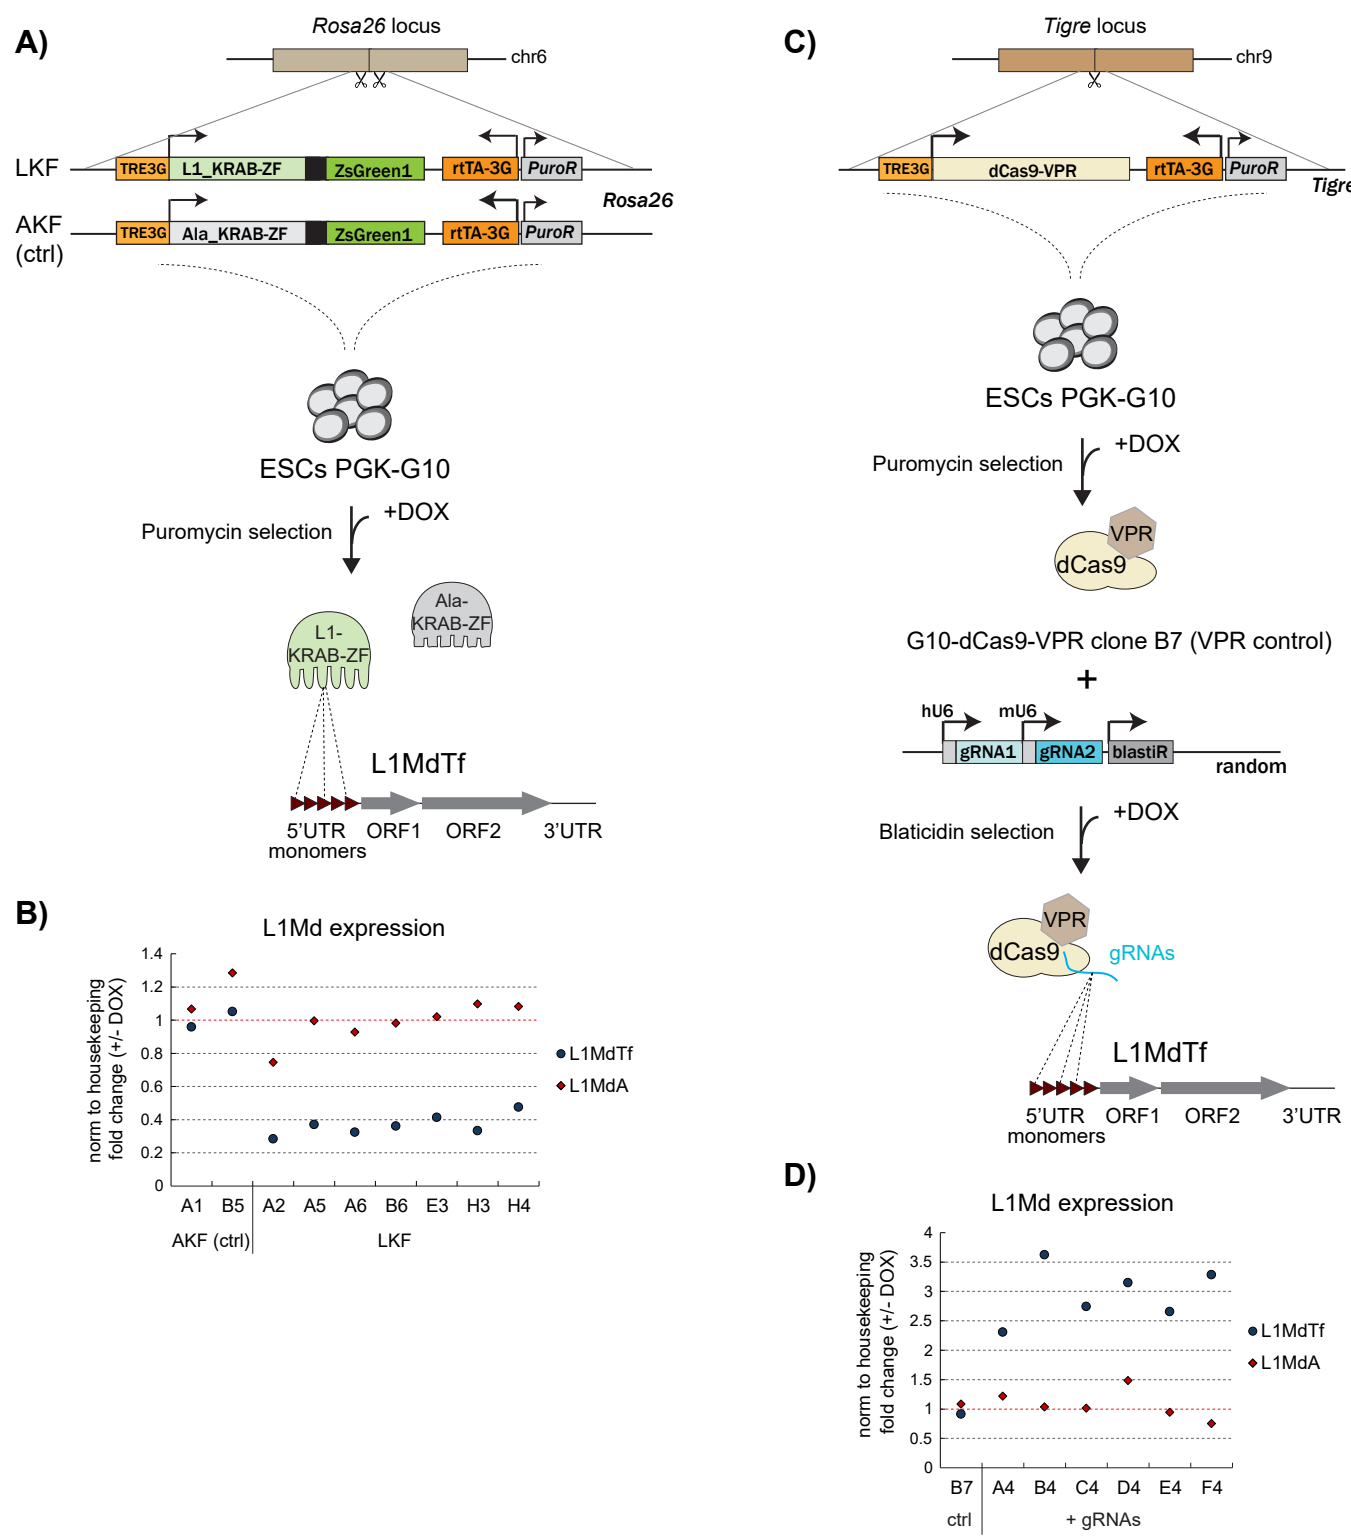 A)
Rosa26 locus
chr6
LKF
TRE3G
L1_KRAB-ZF
ZsGreen1
rtTA-3G
PuroR
Rosa26
AKF
(ctrl)
TRE3G
Ala_KRAB-ZF
ZsGreen1
rtTA-3G
PuroR
ESCs PGK-G10
Puromycin selection
+DOX
L1-
KRAB-ZF
Ala-
KRAB-ZF
L1MdTf
5'UTR
monomers
ORF1
ORF2
3'UTR
B)
L1Md expression
norm to housekeeping
fold change (+/- DOX)
1.4
1.2
1
0.8
0.6
0.4
0.2
0
L1MdTf
L1MdA
A1 B5 A2 A5 A6 B6 E3 H3 H4
AKF (ctrl) LKF
C)
Tigre locus
chr9
TRE3G
dCas9-VPR
rtTA-3G
PuroR
Tigre
ESCs PGK-G10
Puromycin selection
+DOX
VPR
dCas9
G10-dCas9-VPR clone B7 (VPR control)
+
hU6
mU6
gRNA1
gRNA2
blastiR
random
Blaticidin selection
+DOX
VPR
dCas9
gRNAs
L1MdTf
5'UTR
monomers
ORF1
ORF2
3'UTR
D)
L1Md expression
norm to housekeeping
fold change (+/- DOX)
4
3.5
3
2.5
2
1.5
1
0.5
0
L1MdTf
L1MdA
B7 A4 B4 C4 D4 E4 F4
ctrl + gRNAs